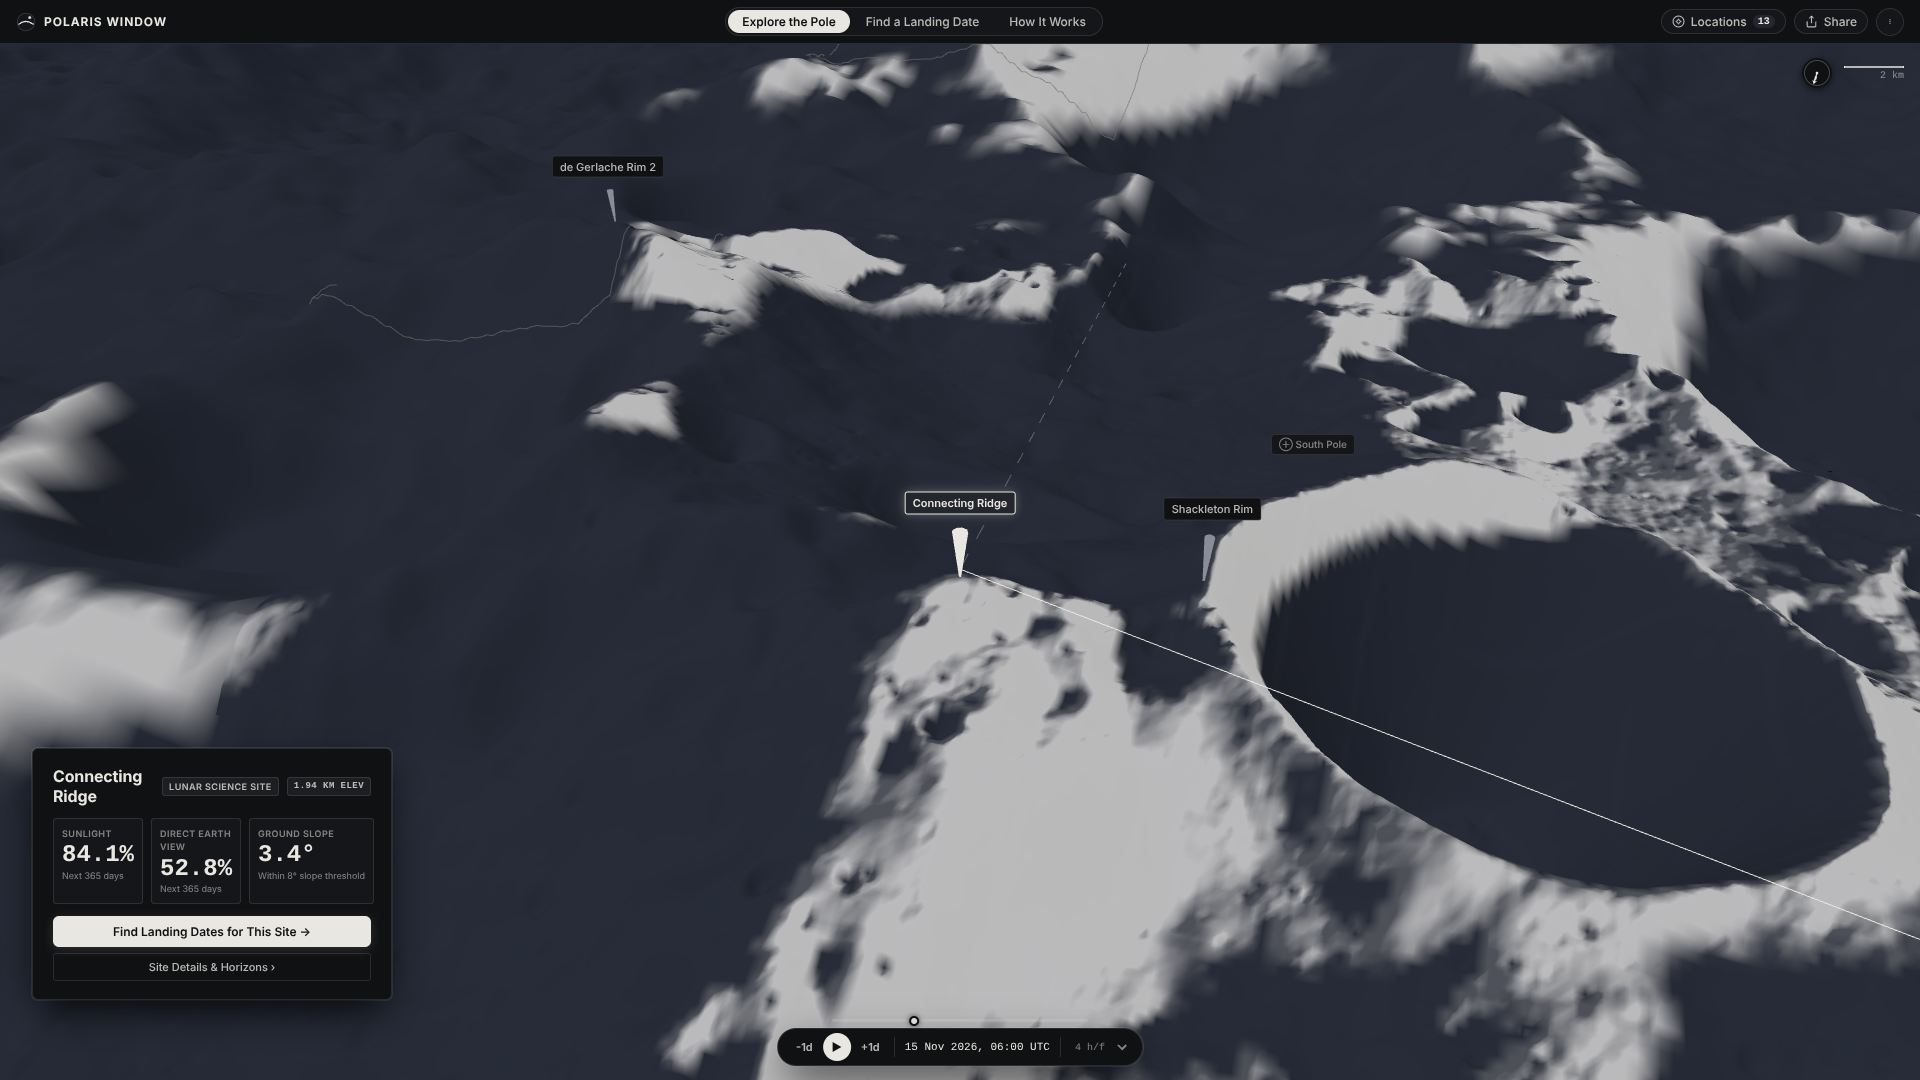 POLARIS WINDOW
Explore the Pole
Find a Landing Date
How It Works
Locations 13
Share
2 km
de Gerlache Rim 2
South Pole
Connecting Ridge
Shackleton Rim
Connecting
Ridge
LUNAR SCIENCE SITE
1.94 KM ELEV
SUNLIGHT
84.1%
Next 365 days
DIRECT EARTH
VIEW
52.8%
Next 365 days
GROUND SLOPE
3.4°
Within 8° slope threshold
Find Landing Dates for This Site →
Site Details & Horizons ›
-1d
+1d
15 Nov 2026, 06:00 UTC
4 h/f